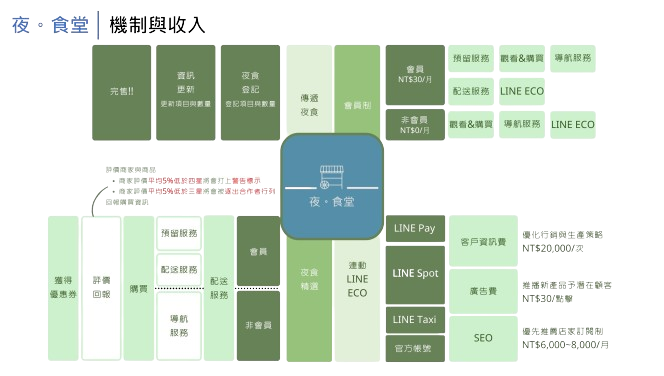 夜。食堂 機制與收入
完售!!
資訊
更新
更新項目與數量
夜食
登記
登記項目與數量
傳遞
夜食
會員制
會員
NT$30/月
預留服務
觀看&購買
導航服務
配送服務
LINE ECO
非會員
NT$0/月
觀看&購買
導航服務
LINE ECO
夜。食堂
評價商家與商品
• 商家評價平均5%低於四星將會打上警告標示
• 商家評價平均5%低於三星將會被逐出合作者行列
回報購買資訊
獲得
優惠券
評價
回報
購買
預留服務
配送服務
導航
服務
配送
服務
會員
非會員
夜食
精選
連動
LINE
ECO
LINE Pay
LINE Spot
LINE Taxi
官方帳號
客戶資訊費
優化行銷與生產策略
NT$20,000/次
廣告費
推播新產品予潛在顧客
NT$30/點擊
SEO
優先推薦店家訂閱制
NT$6,000~8,000/月